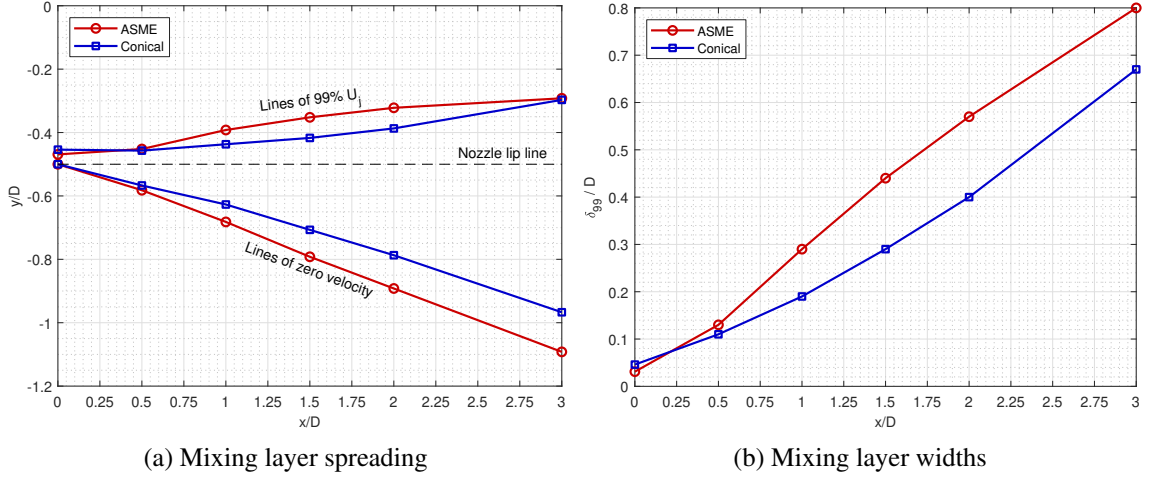 0
-0.2
-0.4
-0.6
-0.8
-1
-1.2
y/D
ASME
Conical
Lines of 99% U_j
Nozzle lip line
Lines of zero velocity
0 0.25 0.5 0.75 1 1.25 1.5 1.75 2 2.25 2.5 2.75 3
x/D
(a) Mixing layer spreading
0.8
0.7
0.6
0.5
0.4
0.3
0.2
0.1
0
δ_99 / D
ASME
Conical
0 0.25 0.5 0.75 1 1.25 1.5 1.75 2 2.25 2.5 2.75 3
x/D
(b) Mixing layer widths